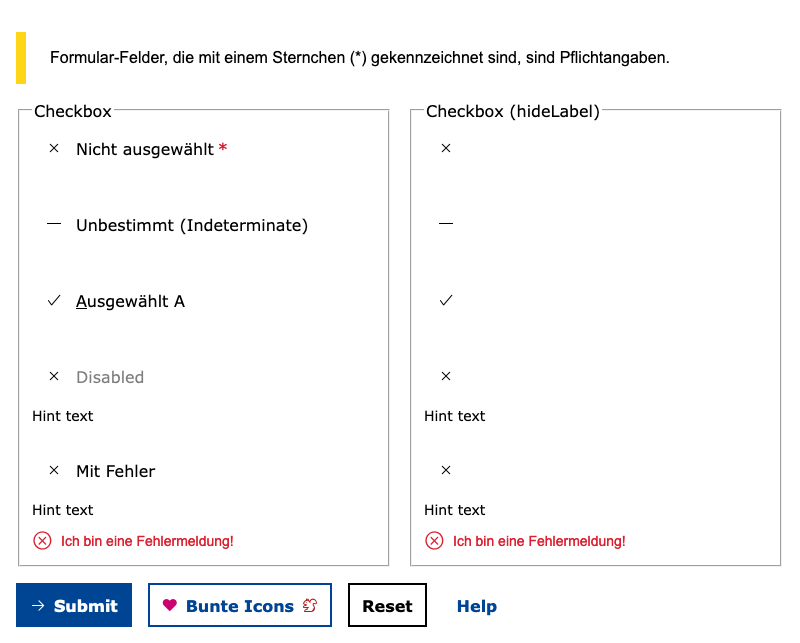 Formular-Felder, die mit einem Sternchen (*) gekennzeichnet sind, sind Pflichtangaben.
Checkbox
Nicht ausgewählt *
Unbestimmt (Indeterminate)
Ausgewählt A
Disabled
Hint text
Mit Fehler
Hint text
Ich bin eine Fehlermeldung!
Checkbox (hideLabel)
Hint text
Hint text
Ich bin eine Fehlermeldung!
Submit
Bunte Icons
Reset
Help